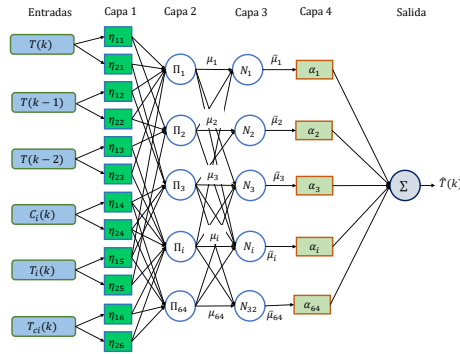 Entradas Capa 1 Capa 2 Capa 3 Capa 4 Salida
T(k) η₁₁ Π₁ μ₁ N₁ μ̄₁ α₁
η₂₁
T(k − 1) η₁₂
η₂₂ Π₂ μ₂ N₂ μ̄₂ α₂
T(k − 2) η₁₃
η₂₃ Π₃ μ₃ N₃ μ̄₃ α₃ Σ T̂(k)
Cᵢ(k) η₁₄
η₂₄ Πᵢ μᵢ Nᵢ μ̄ᵢ αᵢ
Tᵢ(k) η₁₅
η₂₅
T꜀ᵢ(k) η₁₆ Π₆₄ μ₆₄ N₃₂ μ̄₆₄ α₆₄
η₂₆